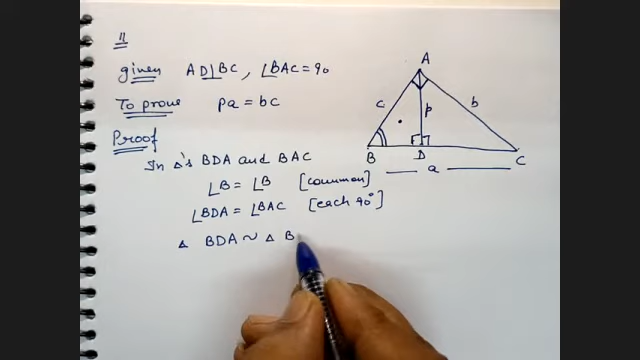 11
given AD⊥BC, ∠BAC = 90
To prove pa = bc
Proof
In Δ's BDA and BAC
∠B = ∠B [common]
∠BDA = ∠BAC [each 90°]
Δ BDA ~ Δ B
A
c p b
B D C
a